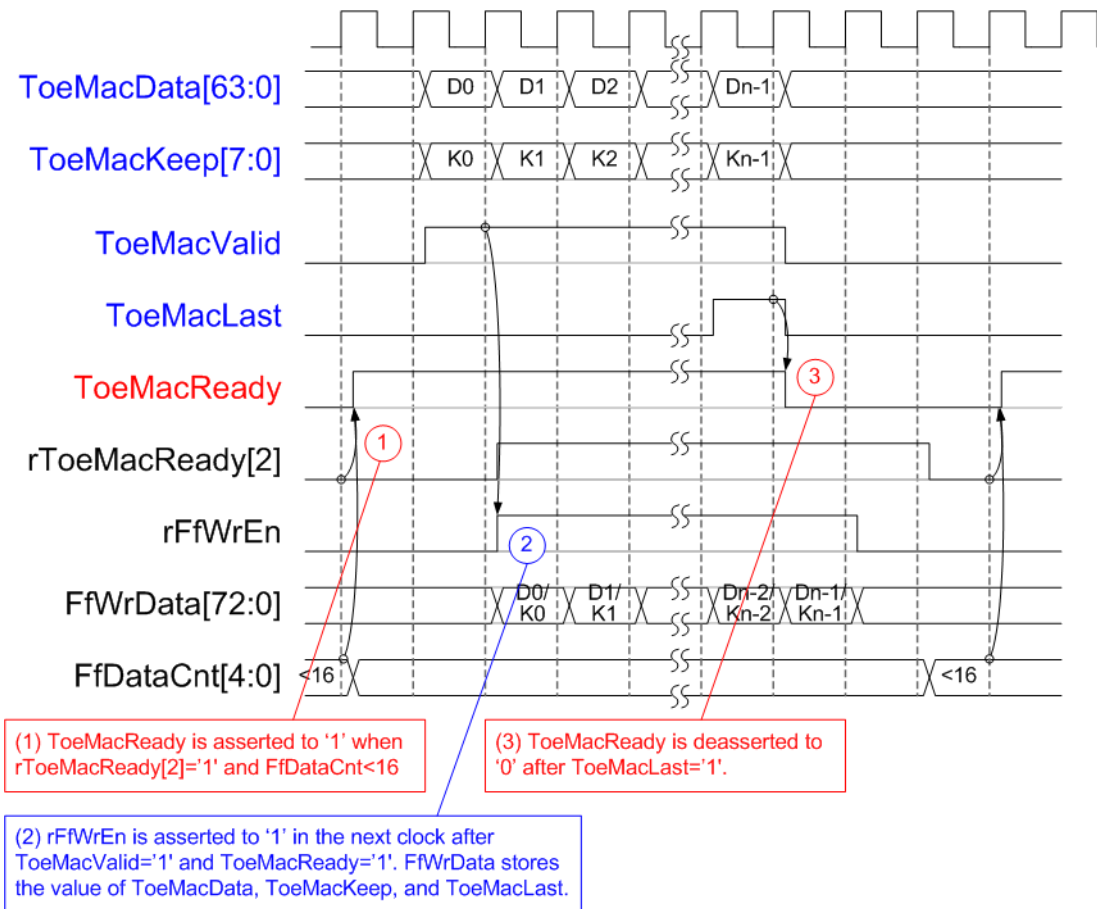 ToeMacData[63:0]
D0 D1 D2 Dn-1
ToeMacKeep[7:0]
K0 K1 K2 Kn-1
ToeMacValid
ToeMacLast
ToeMacReady
3
1
rToeMacReady[2]
rFfWrEn
2
FfWrData[72:0]
D0/ D1/ Dn-2/ Dn-1/
K0 K1 Kn-2 Kn-1
FfDataCnt[4:0]
<16 <16
(1) ToeMacReady is asserted to ‘1’ when
rToeMacReady[2]='1' and FfDataCnt<16
(3) ToeMacReady is deasserted to
‘0’ after ToeMacLast='1'.
(2) rFfWrEn is asserted to ‘1’ in the next clock after
ToeMacValid='1' and ToeMacReady='1'. FfWrData stores
the value of ToeMacData, ToeMacKeep, and ToeMacLast.